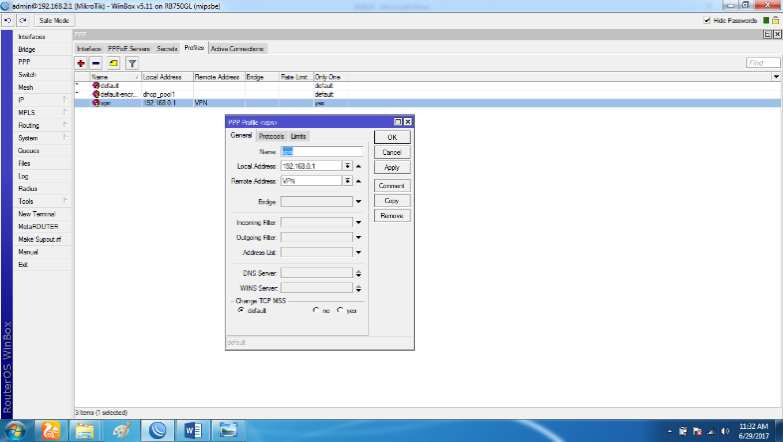 admin@192.168.2.1 (MikroTik) - WinBox v5.11 on RB750GL (mipsbe)
Safe Mode
Hide Passwords
Interfaces
Bridge
PPP
Switch
Mesh
IP
MPLS
Routing
System
Queues
Files
Log
Radius
Tools
New Terminal
MetaROUTER
Make Supout.rif
Manual
Exit
RouterOS WinBox
PPP
Interface PPPoE Servers Secrets Profiles Active Connections
Find
Name / Local Address Remote Address Bridge Rate Limit... Only One
* default default
* default-encr... dhcp_pool1 default
vpn 192.168.0.1 VPN yes
PPP Profile <vpn>
General Protocols Limits
Name: vpn
Local Address: 192.168.0.1
Remote Address: VPN
Bridge:
Incoming Filter:
Outgoing Filter:
Address List:
DNS Server:
WINS Server:
Change TCP MSS
default no yes
default
OK
Cancel
Apply
Comment
Copy
Remove
3 items (1 selected)
11:32 AM
6/29/2017